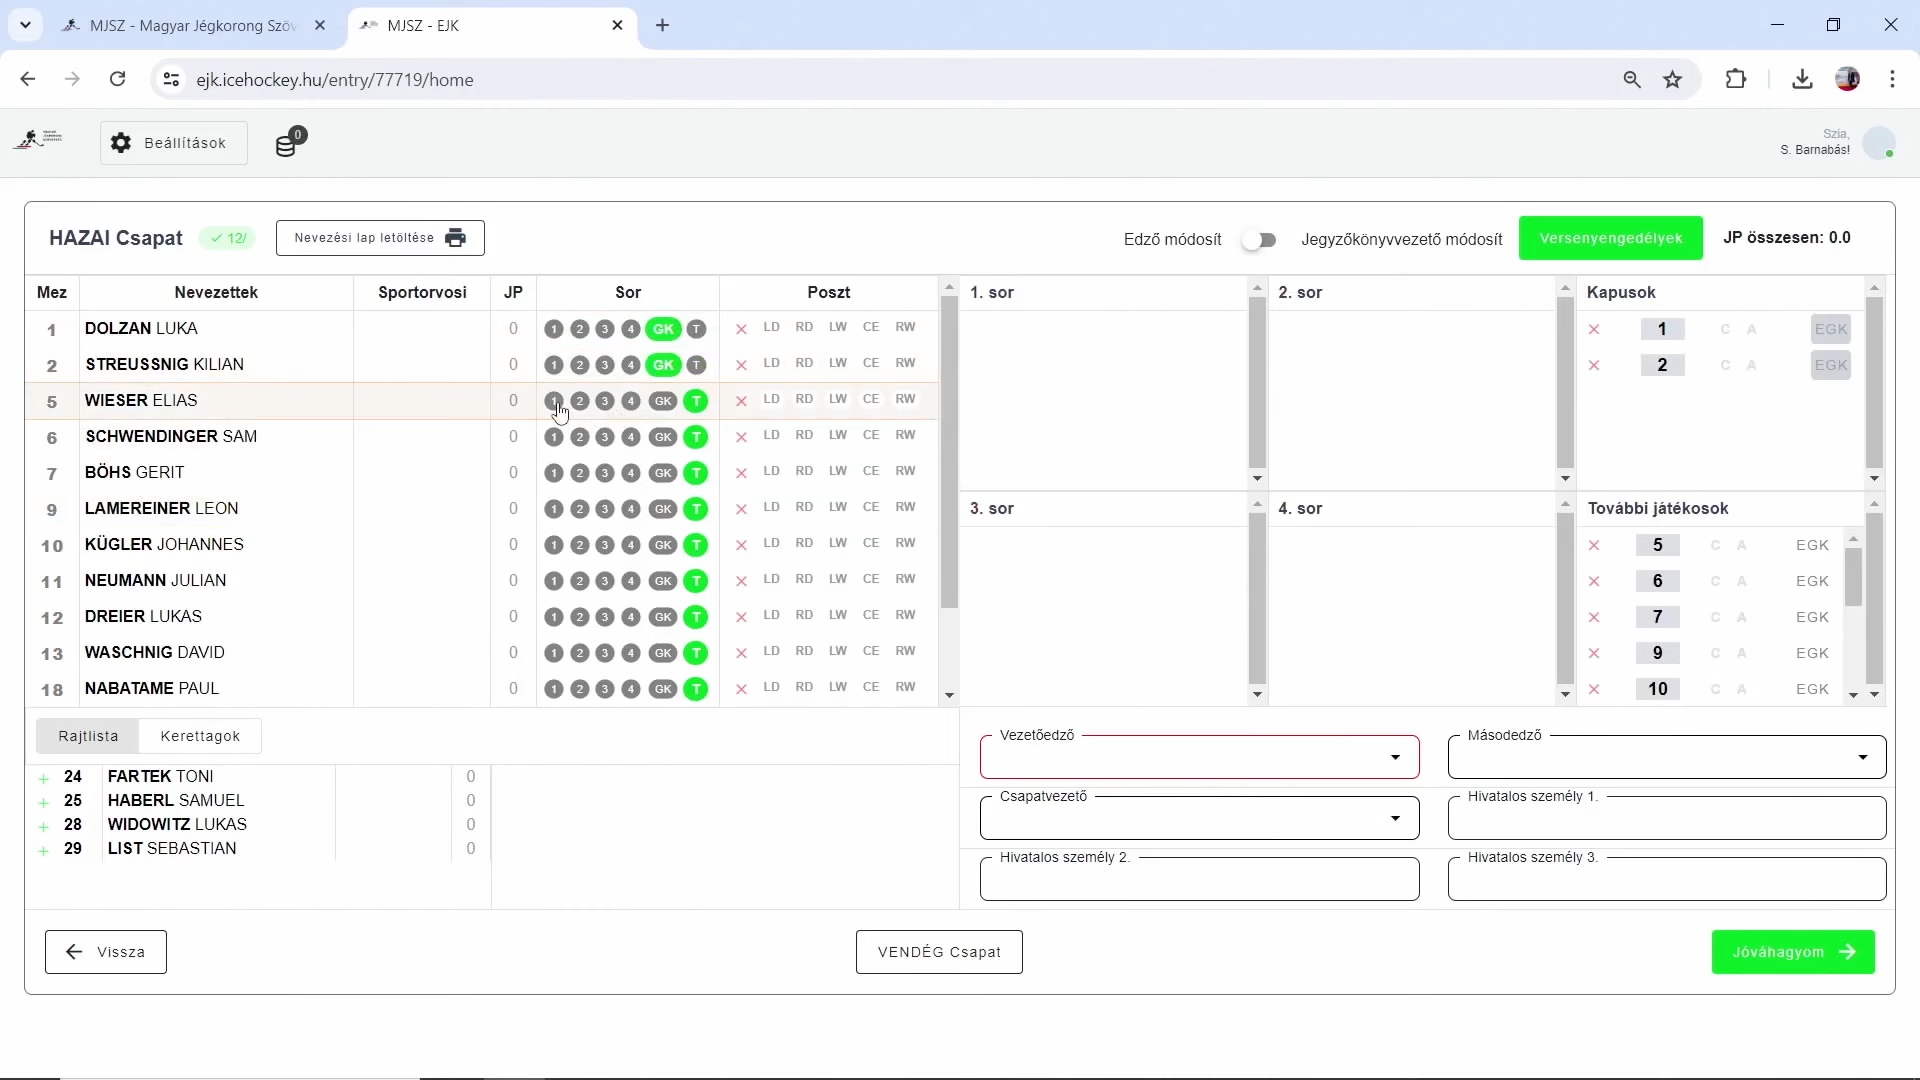 MJSZ - Magyar Jégkorong Szöv
MJSZ - EJK
ejk.icehockey.hu/entry/77719/home
Beállítások
0
Szia,
S. Barnabás!
HAZAI Csapat
12/
Nevezési lap letöltése
Edző módosít
Jegyzőkönyvvezető módosít
Versenyengedélyek
JP összesen: 0.0
Mez Nevezettek Sportorvosi JP Sor Poszt
1 DOLZAN LUKA 0 1 2 3 4 GK T LD RD LW CE RW
2 STREUSSNIG KILIAN 0 1 2 3 4 GK T LD RD LW CE RW
5 WIESER ELIAS 0 1 2 3 4 GK T LD RD LW CE RW
6 SCHWENDINGER SAM 0 1 2 3 4 GK T LD RD LW CE RW
7 BÖHS GERIT 0 1 2 3 4 GK T LD RD LW CE RW
9 LAMEREINER LEON 0 1 2 3 4 GK T LD RD LW CE RW
10 KÜGLER JOHANNES 0 1 2 3 4 GK T LD RD LW CE RW
11 NEUMANN JULIAN 0 1 2 3 4 GK T LD RD LW CE RW
12 DREIER LUKAS 0 1 2 3 4 GK T LD RD LW CE RW
13 WASCHNIG DAVID 0 1 2 3 4 GK T LD RD LW CE RW
18 NABATAME PAUL 0 1 2 3 4 GK T LD RD LW CE RW
1. sor
2. sor
Kapusok
1 C A EGK
2 C A EGK
3. sor
4. sor
További játékosok
5 C A EGK
6 C A EGK
7 C A EGK
9 C A EGK
10 C A EGK
Rajtlista
Kerettagok
24 FARTEK TONI 0
25 HABERL SAMUEL 0
28 WIDOWITZ LUKAS 0
29 LIST SEBASTIAN 0
Vezetőedző
Másodedző
Csapatvezető
Hivatalos személy 1.
Hivatalos személy 2.
Hivatalos személy 3.
Vissza
VENDÉG Csapat
Jóváhagyom